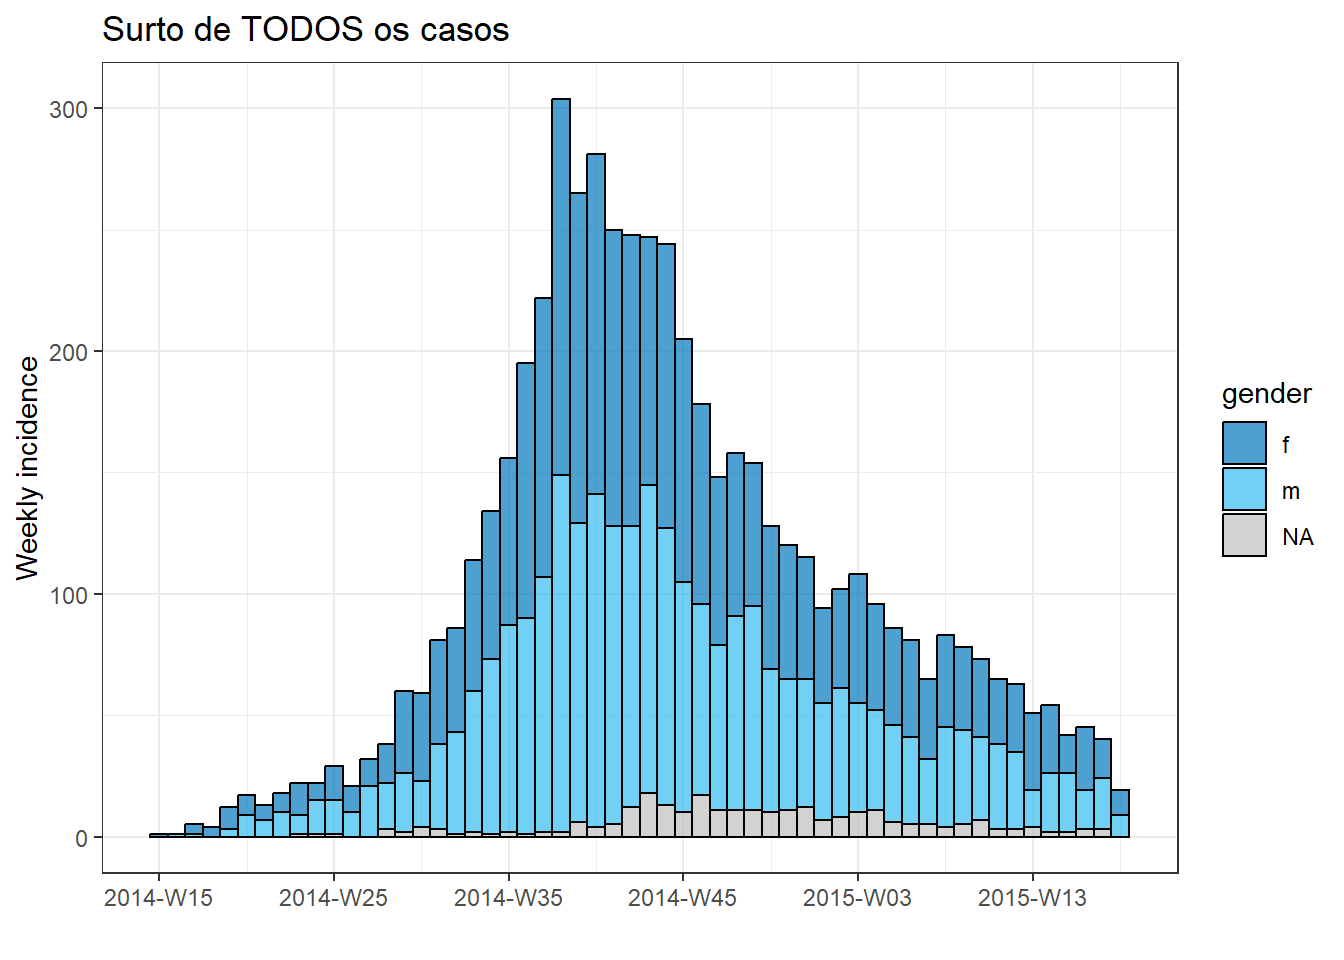 Surto de TODOS os casos
Weekly incidence
300
200
100
0
2014-W15
2014-W25
2014-W35
2014-W45
2015-W03
2015-W13
gender
f
m
NA